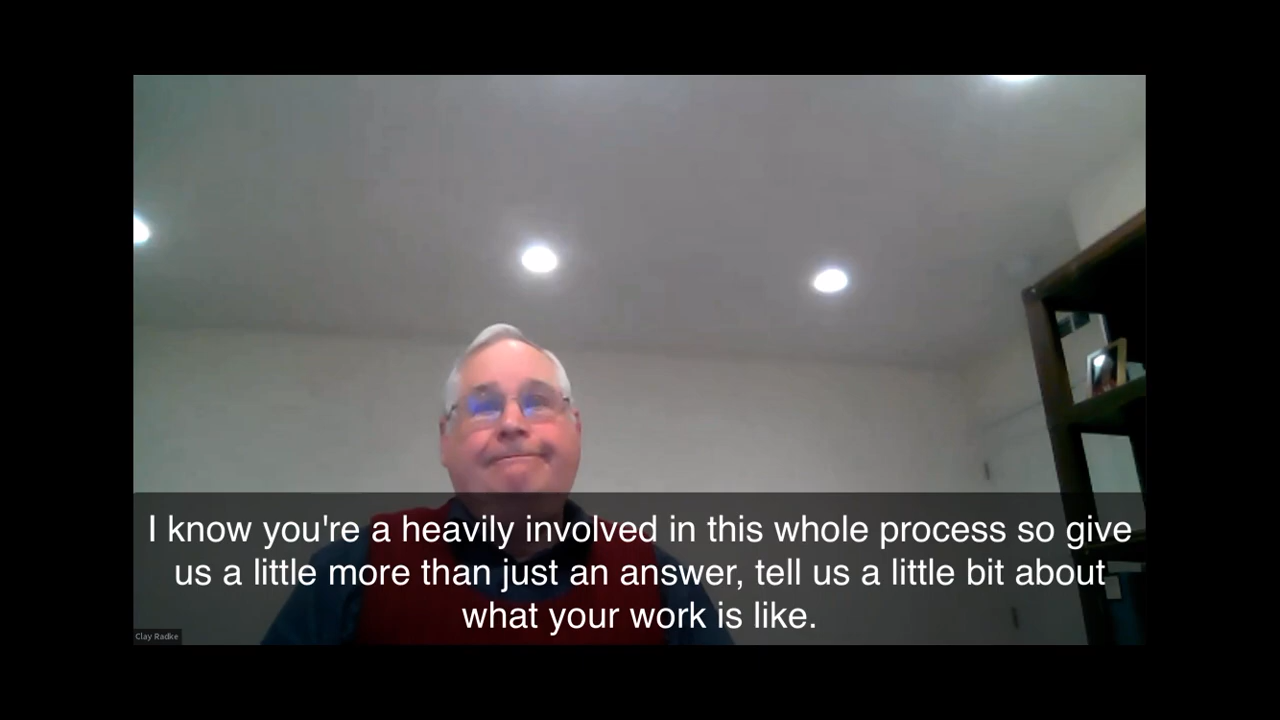 I know you're a heavily involved in this whole process so give
us a little more than just an answer, tell us a little bit about
what your work is like.
Clay Radke